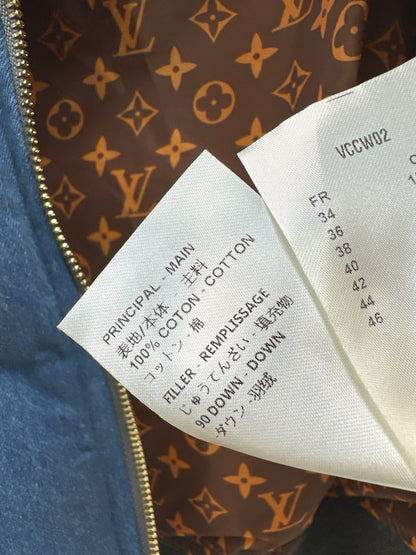 PRINCIPAL - MAIN
表地/本体 - 主料
100% COTON - COTTON
コットン - 棉
FILLER - REMPLISSAGE
じゅうてんざい - 填充物
90 DOWN - DOWN
ダウン - 羽绒
VCCW02
FR
34
36
38
40
42
44
46